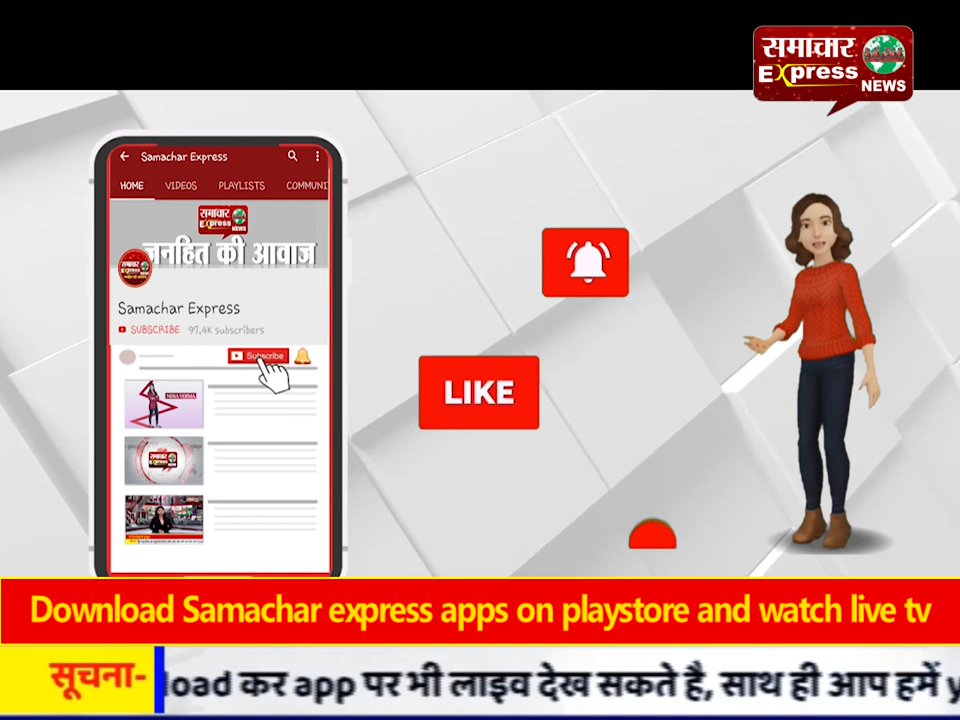 समाचार
Express
NEWS
Samachar Express
HOME VIDEOS PLAYLISTS COMMUNI
समाचार
Express
NEWS
जनहित की आवाज
Samachar Express
SUBSCRIBE 97.4K subscribers
Subscribe
LIKE
Download Samachar express apps on playstore and watch live tv
सूचना- load कर app पर भी लाइव देख सकते है, साथ ही आप हमें y